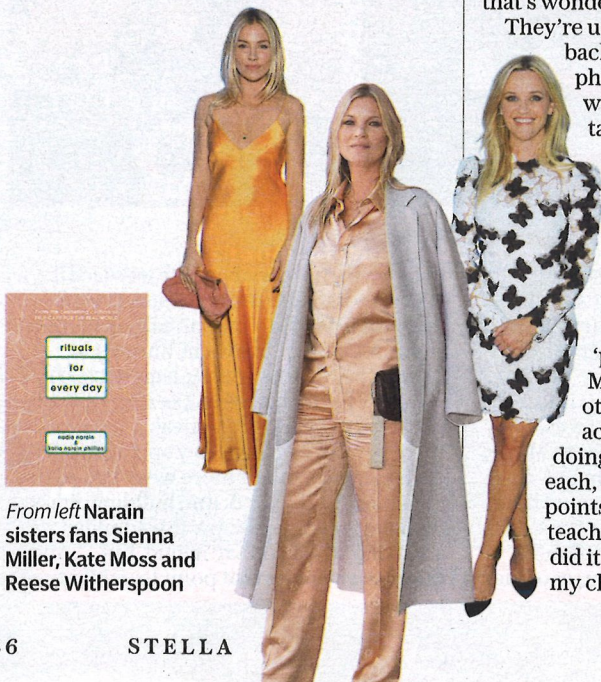 that's wonde
They're u
bac
ph
w
ta
rituals
for
every day
nadia narain
&
katia narain phillips
'p
M
ot
ac
doing
each,
points
teach
did it
my cl
From left Narain
sisters fans Sienna
Miller, Kate Moss and
Reese Witherspoon
6
STELLA